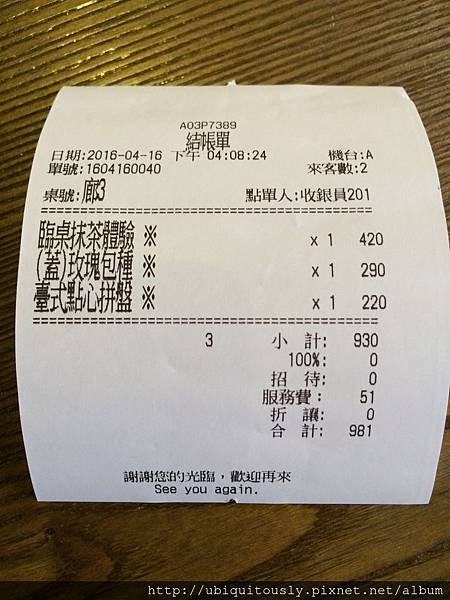 A03P7389
結帳單
日期:2016-04-16 下午 04:08:24 機台:A
單號:1604160040 來客數:2
桌號:廊3 點單人:收銀員201
臨桌抹茶體驗 ※ x 1 420
(蓋)玫瑰包種 ※ x 1 290
臺式點心拼盤 ※ x 1 220
3 小 計: 930
100%: 0
招 待: 0
服務費: 51
折 讓: 0
合 計: 981
謝謝您的光臨,歡迎再來
See you again.
http://ubiquitously.pixnet.net/album